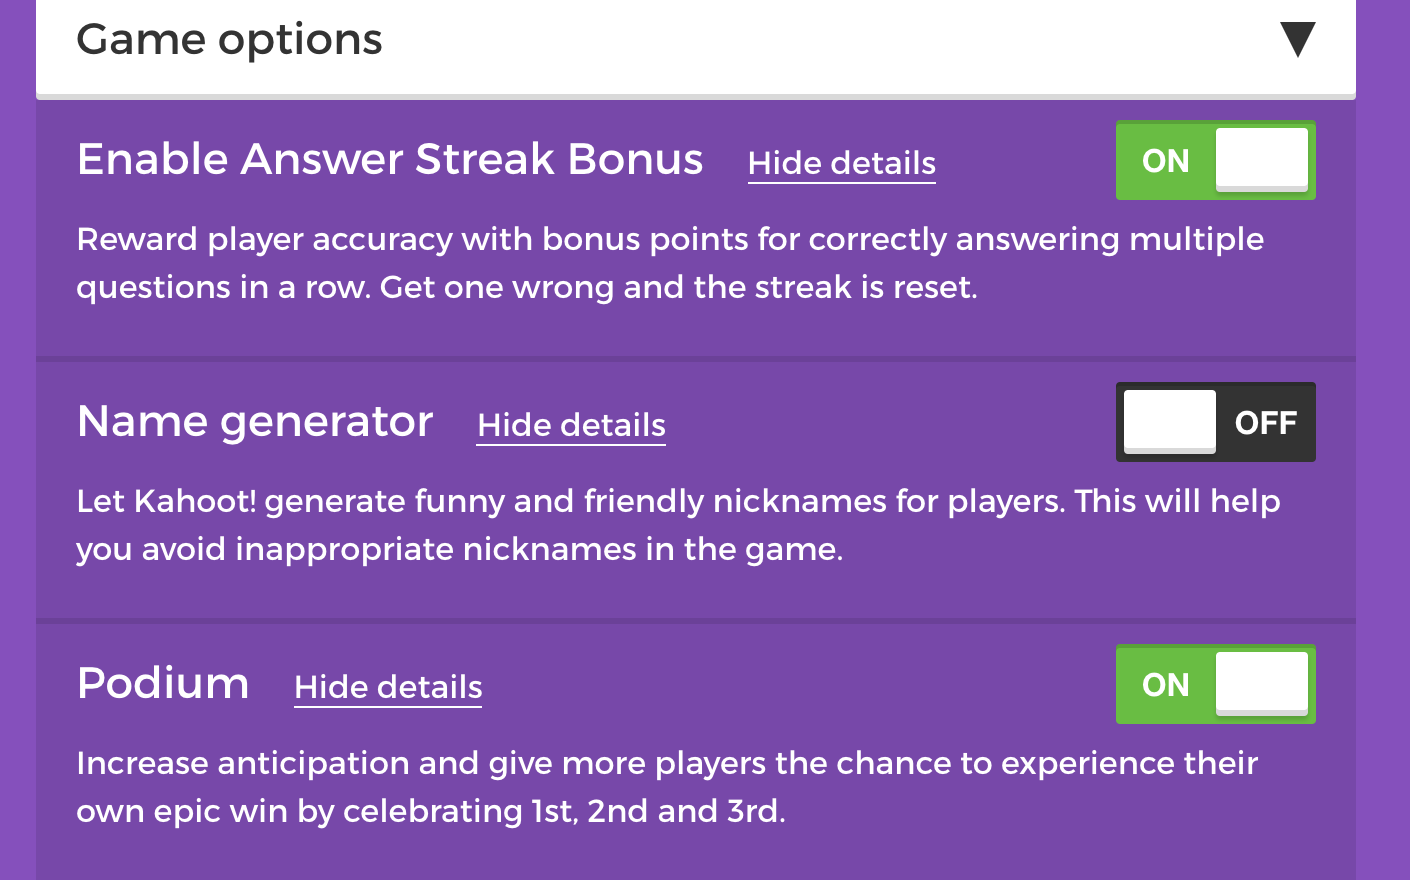 Game options
Enable Answer Streak Bonus Hide details ON
Reward player accuracy with bonus points for correctly answering multiple
questions in a row. Get one wrong and the streak is reset.
Name generator Hide details OFF
Let Kahoot! generate funny and friendly nicknames for players. This will help
you avoid inappropriate nicknames in the game.
Podium Hide details ON
Increase anticipation and give more players the chance to experience their
own epic win by celebrating 1st, 2nd and 3rd.